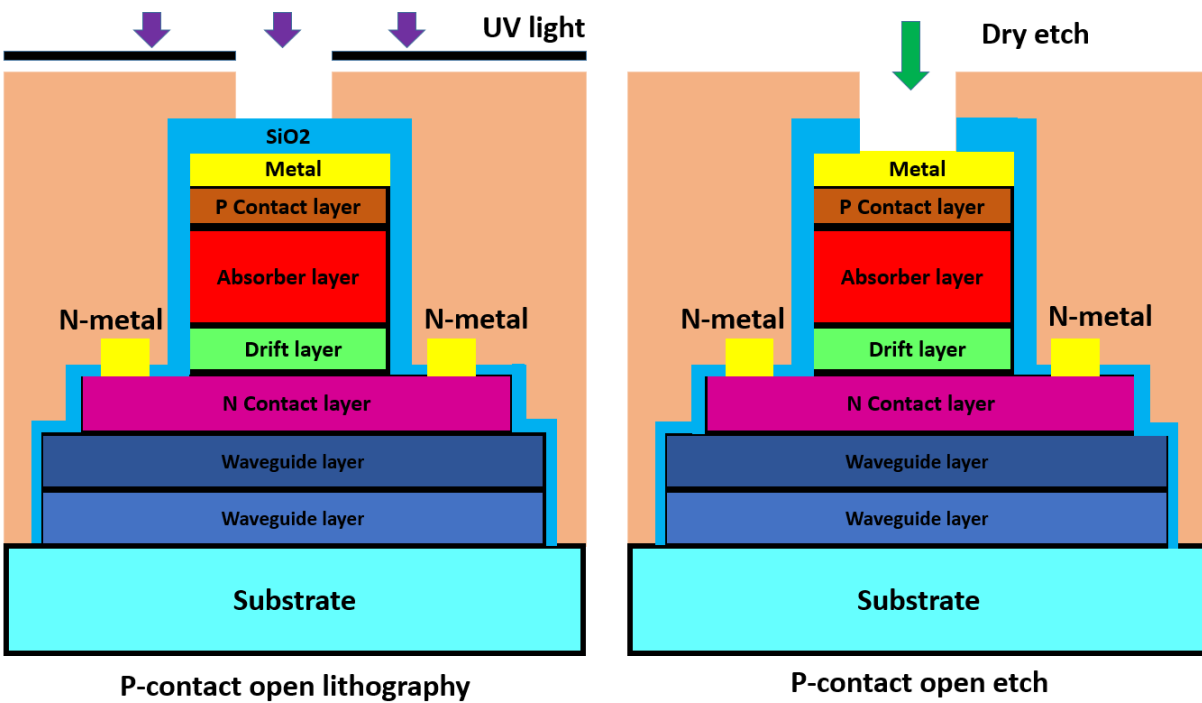 UV light
SiO2
Metal
P Contact layer
Absorber layer
N-metal
N-metal
Drift layer
N Contact layer
Waveguide layer
Waveguide layer
Substrate
P-contact open lithography
Dry etch
Metal
P Contact layer
Absorber layer
N-metal
N-metal
Drift layer
N Contact layer
Waveguide layer
Waveguide layer
Substrate
P-contact open etch